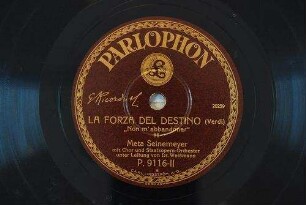 PARLOPHON
20259
LA FORZA DEL DESTINO (Verdi)
„Non m'abbandonar"
Meta Seinemeyer
mit Chor und Staatsopern-Orchester
unter Leitung von Dr. Weißmann
P. 9116-II